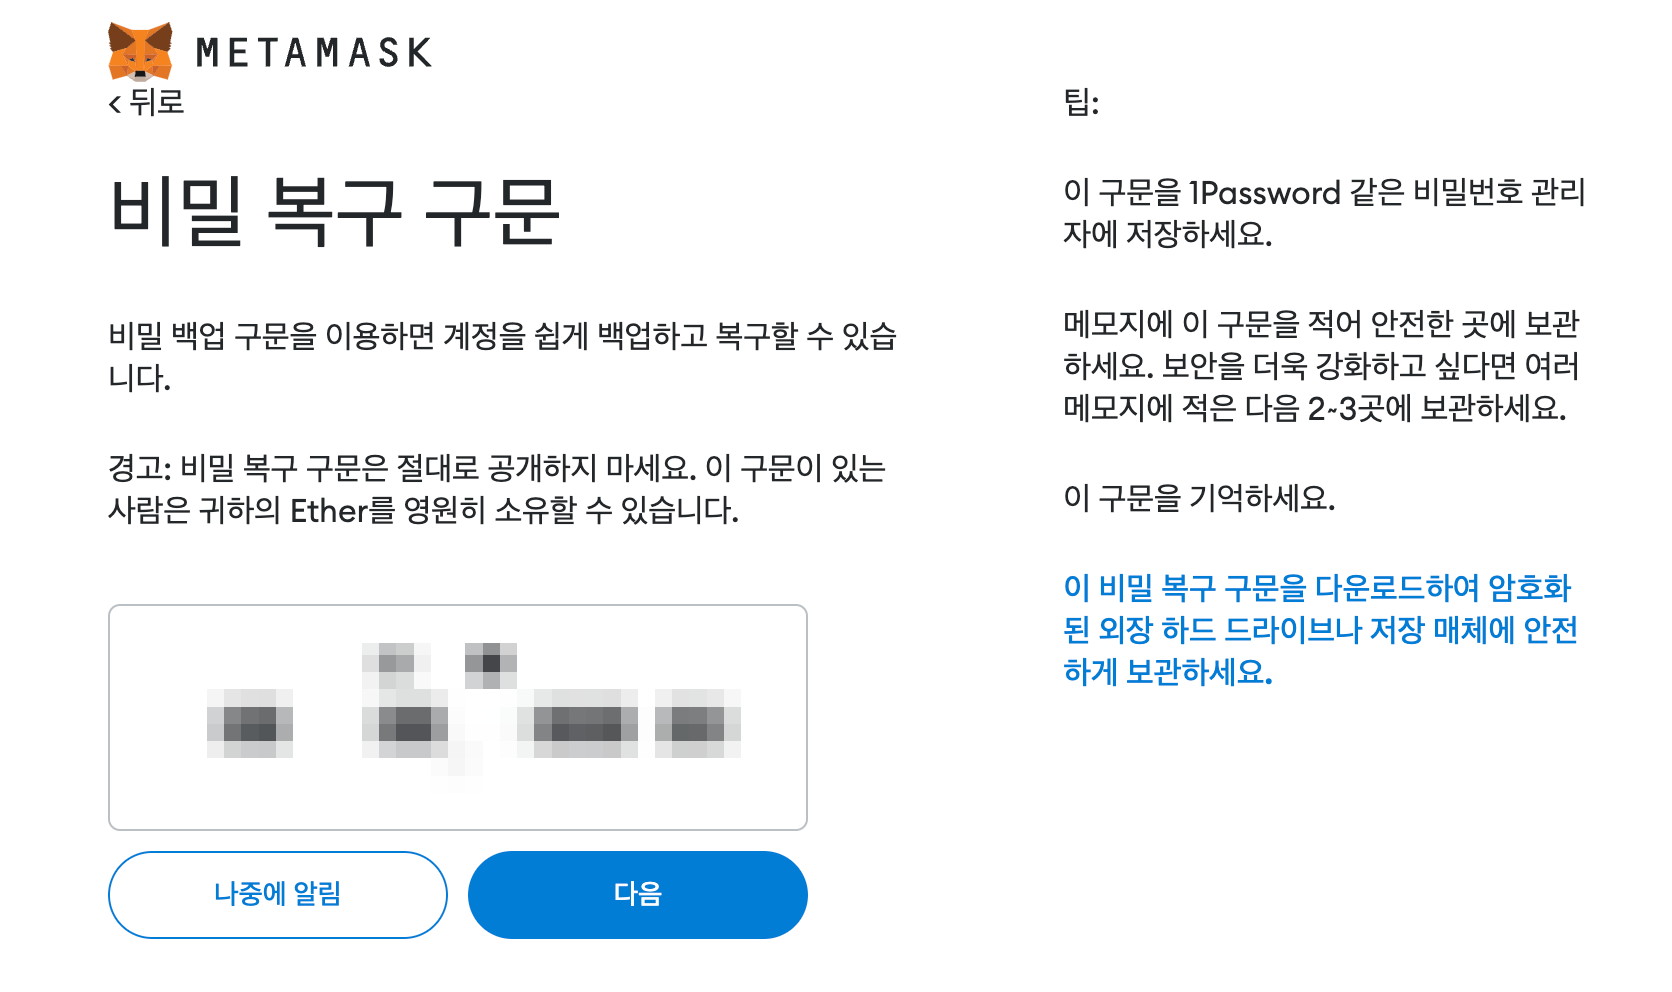 METAMASK
< 뒤로
비밀 복구 구문
비밀 백업 구문을 이용하면 계정을 쉽게 백업하고 복구할 수 있습
니다.
경고: 비밀 복구 구문은 절대로 공개하지 마세요. 이 구문이 있는
사람은 귀하의 Ether를 영원히 소유할 수 있습니다.
나중에 알림
다음
팁:
이 구문을 1Password 같은 비밀번호 관리
자에 저장하세요.
메모지에 이 구문을 적어 안전한 곳에 보관
하세요. 보안을 더욱 강화하고 싶다면 여러
메모지에 적은 다음 2~3곳에 보관하세요.
이 구문을 기억하세요.
이 비밀 복구 구문을 다운로드하여 암호화
된 외장 하드 드라이브나 저장 매체에 안전
하게 보관하세요.